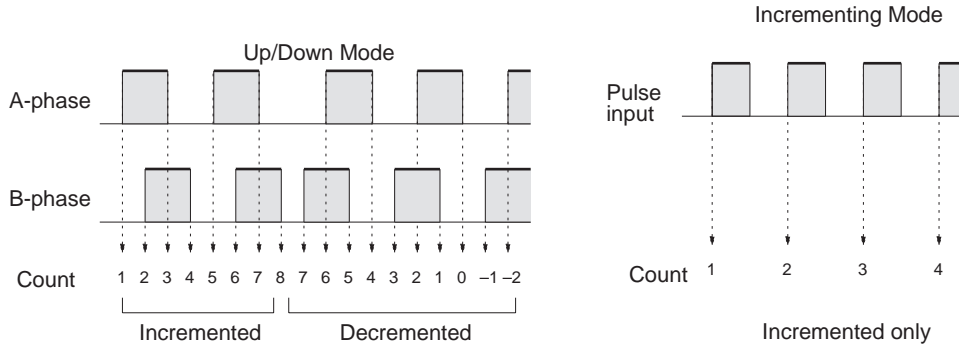 Incrementing Mode
Up/Down Mode
A-phase
Pulse
input
B-phase
Count 1 2 3 4 5 6 7 8 7 6 5 4 3 2 1 0 –1 –2
Count 1 2 3 4
Incremented Decremented
Incremented only